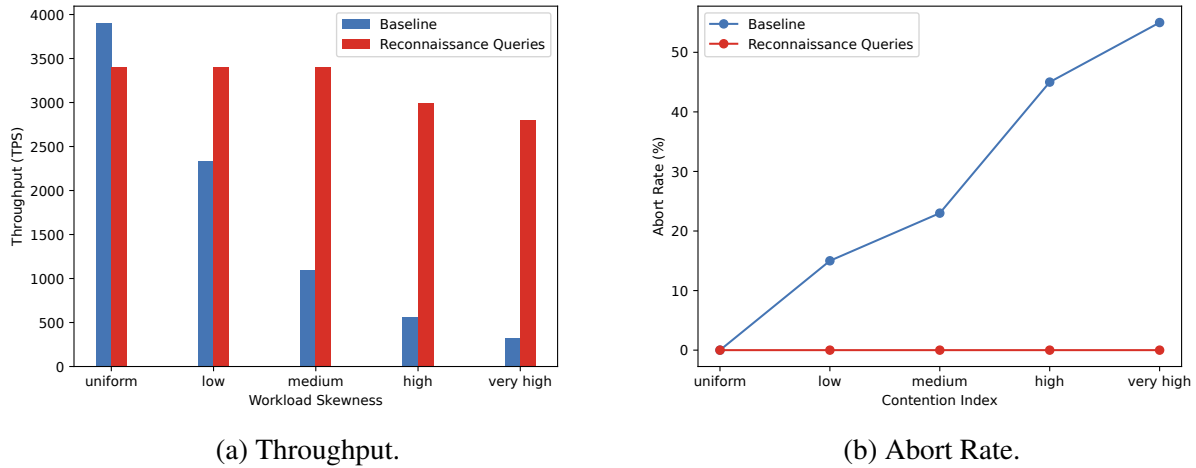 4000
3500
3000
2500
2000
1500
1000
500
0
Throughput (TPS)
Baseline
Reconnaissance Queries
uniform
low
medium
high
very high
Workload Skewness
(a) Throughput.
50
40
30
20
10
0
Abort Rate (%)
Baseline
Reconnaissance Queries
uniform
low
medium
high
very high
Contention Index
(b) Abort Rate.